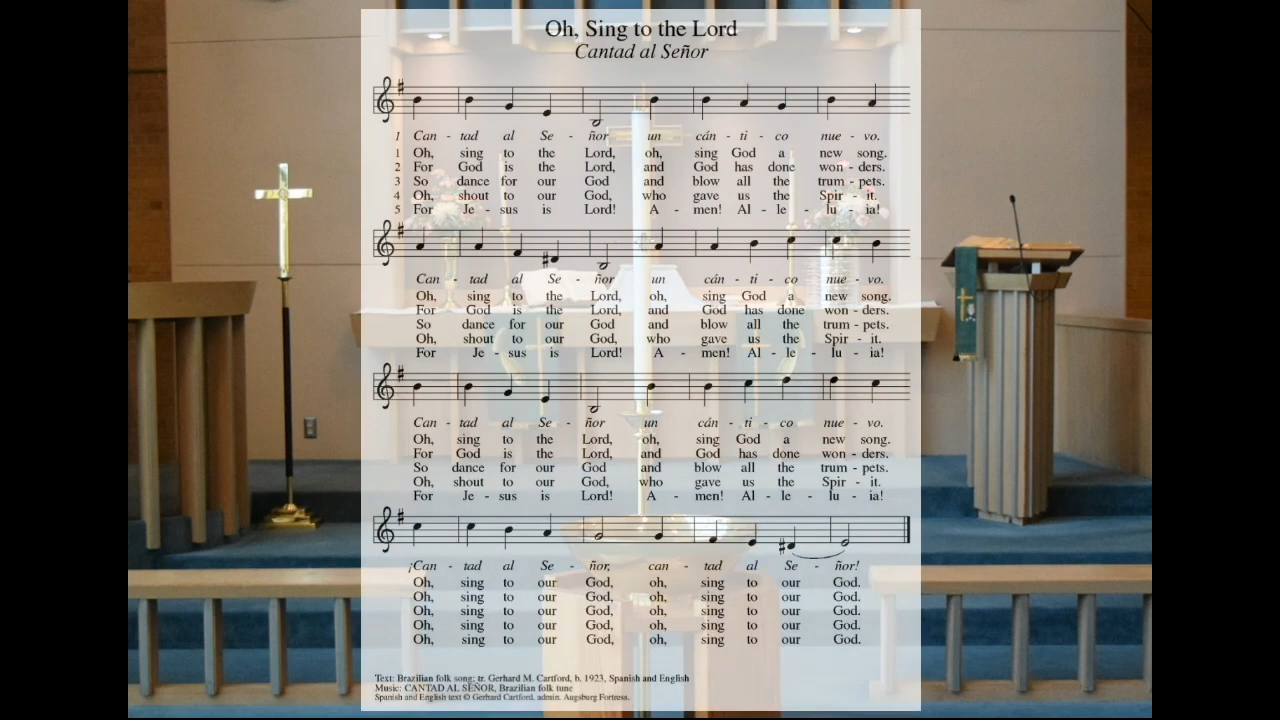 Oh, Sing to the Lord
Cantad al Señor
1 Can - tad al Se - ñor un cán - ti - co nue - vo.
1 Oh, sing to the Lord, oh, sing God a new song.
2 For God is the Lord, and God has done won - ders.
3 So dance for our God and blow all the trum - pets.
4 Oh, shout to our God, who gave us the Spir - it.
5 For Je - sus is Lord! A - men! Al - le - lu - ia!
Can - tad al Se - ñor un cán - ti - co nue - vo.
Oh, sing to the Lord, oh, sing God a new song.
For God is the Lord, and God has done won - ders.
So dance for our God and blow all the trum - pets.
Oh, shout to our God, who gave us the Spir - it.
For Je - sus is Lord! A - men! Al - le - lu - ia!
Can - tad al Se - ñor un cán - ti - co nue - vo.
Oh, sing to the Lord, oh, sing God a new song.
For God is the Lord, and God has done won - ders.
So dance for our God and blow all the trum - pets.
Oh, shout to our God, who gave us the Spir - it.
For Je - sus is Lord! A - men! Al - le - lu - ia!
¡Can - tad al Se - ñor, can - tad al Se - ñor!
Oh, sing to our God, oh, sing to our God.
Oh, sing to our God, oh, sing to our God.
Oh, sing to our God, oh, sing to our God.
Oh, sing to our God, oh, sing to our God.
Oh, sing to our God, oh, sing to our God.
Text: Brazilian folk song; tr. Gerhard M. Cartford, b. 1923, Spanish and English
Music: CANTAD AL SEÑOR, Brazilian folk tune
Spanish and English text © Gerhard Cartford, admin. Augsburg Fortress.